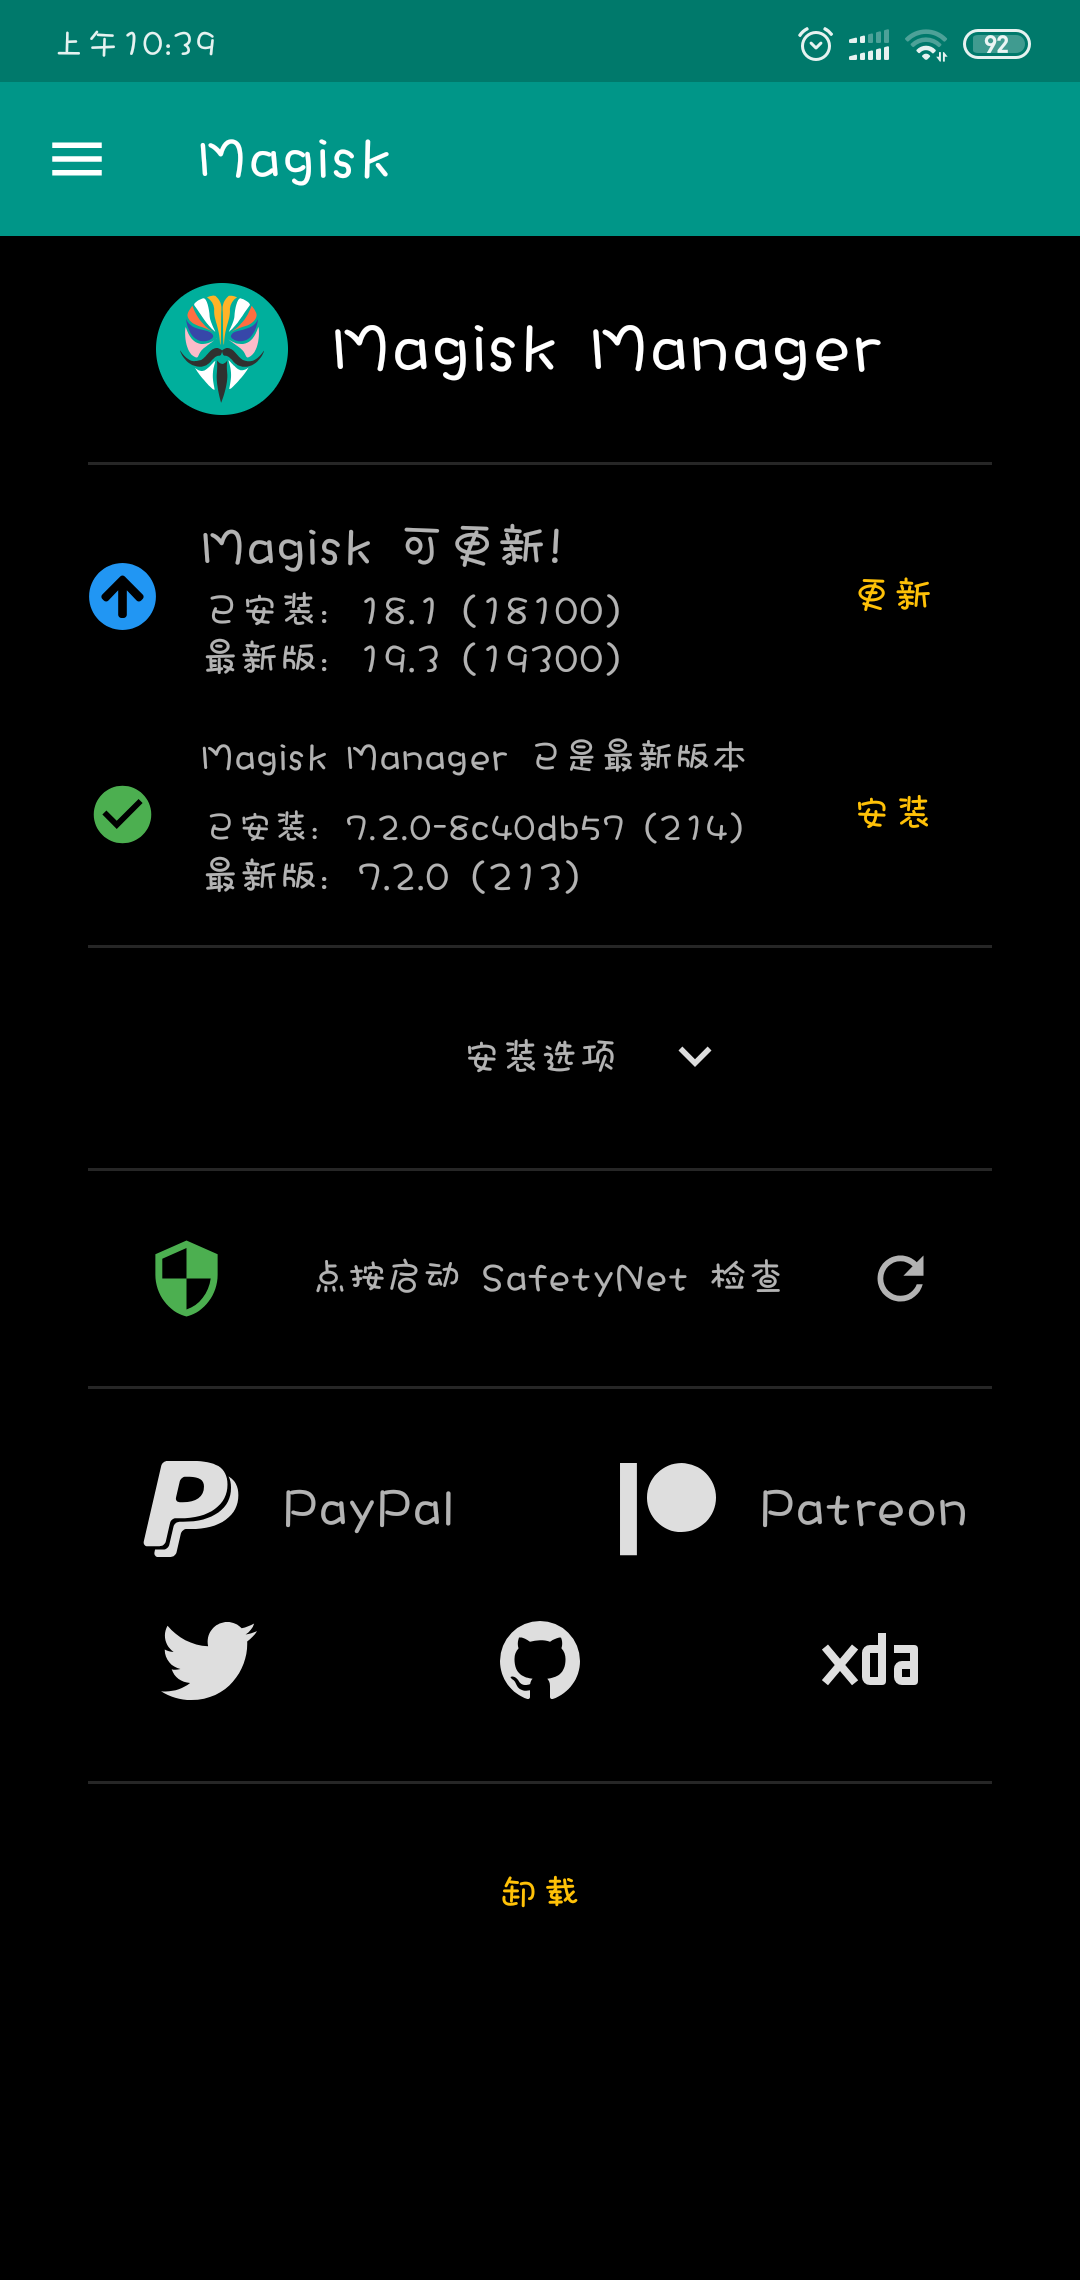 上午10:39
92
Magisk
Magisk Manager
Magisk 可更新!
已安装: 18.1 (18100)
最新版: 19.3 (19300)
更新
Magisk Manager 已是最新版本
已安装: 7.2.0-8c40db57 (214)
最新版: 7.2.0 (213)
安装
安装选项
点按启动 SafetyNet 检查
PayPal
Patreon
xda
卸载